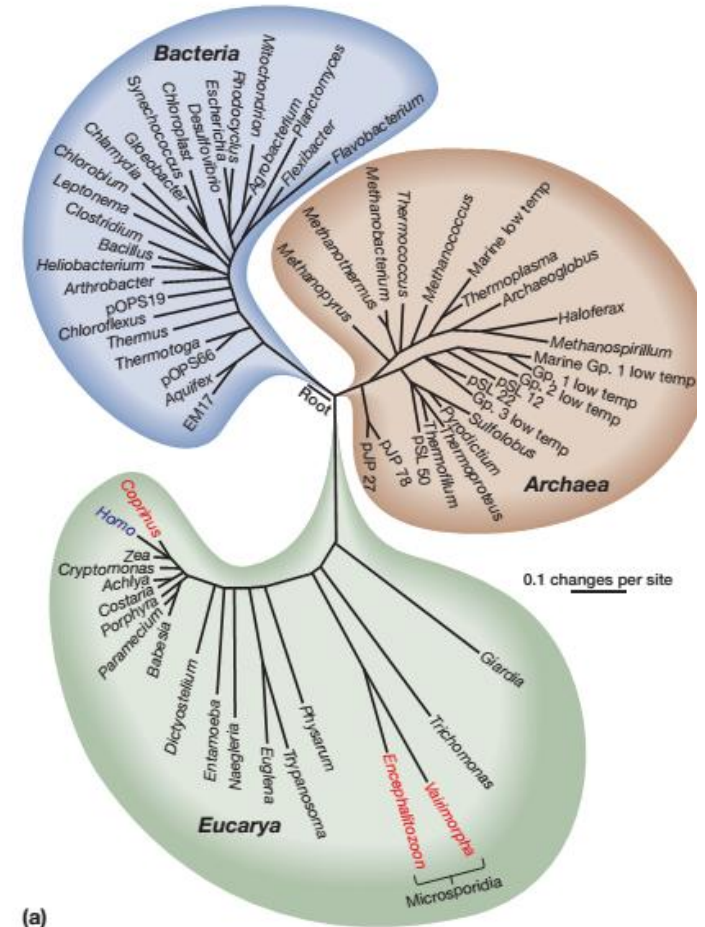 Bacteria
Mitochondrion
Rhodocyclus
Escherichia
Desulfovibrio
Chloroplast
Synechococcus
Gloeobacter
Chlamydia
Chlorobium
Leptonema
Clostridium
Bacillus
Heliobacterium
Arthrobacter
pOPS19
Chloroflexus
Thermus
Thermotoga
pOPS66
Aquifex
EM17
Agrobacterium
Planctomyces
Flexibacter
Flavobacterium
Root
Methanopyrus
Methanothermus
Methanobacterium
Thermococcus
Methanococcus
Marine low temp
Thermoplasma
Archaeoglobus
Haloferax
Methanospirillum
Marine Gp. 1 low temp
Gp. 1 low temp
Gp. 2 low temp
pSL 12
pSL 22
Gp. 3 low temp
Sulfolobus
Pyrodictium
Thermoproteus
Thermofilum
pSL 50
pJP 78
pJP 27
Archaea
0.1 changes per site
Coprinus
Homo
Zea
Cryptomonas
Achlya
Costaria
Porphyra
Paramecium
Babesia
Dictyostelium
Entamoeba
Naegleria
Euglena
Trypanosoma
Physarum
Encephalitozoon
Vairimorpha
Trichomonas
Giardia
Microsporidia
Eucarya
(a)